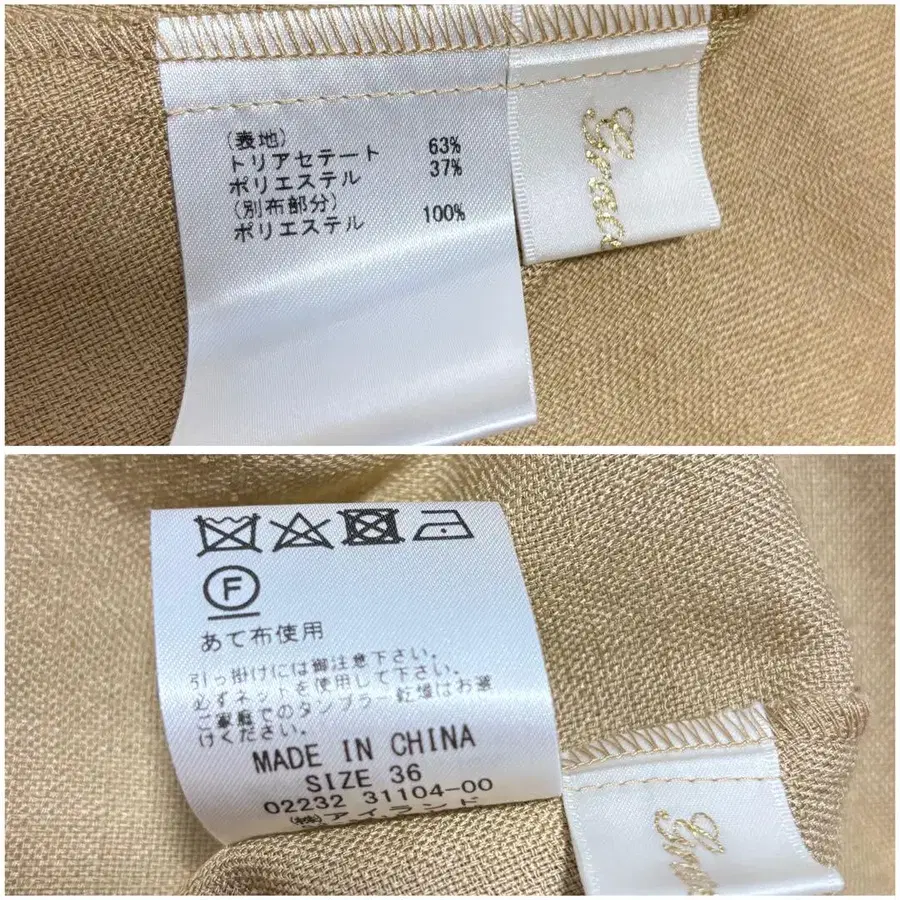 (表地)
トリアセテート 63%
ポリエステル 37%
(別布部分)
ポリエステル 100%
Grace
F
あて布使用
引っ掛けには御注意下さい。
必ずネットを使用して下さい。
ご家庭でのタンブラー乾燥はお避
けください。
MADE IN CHINA
SIZE 36
02232 31104-00
(株)アイランド
Grac